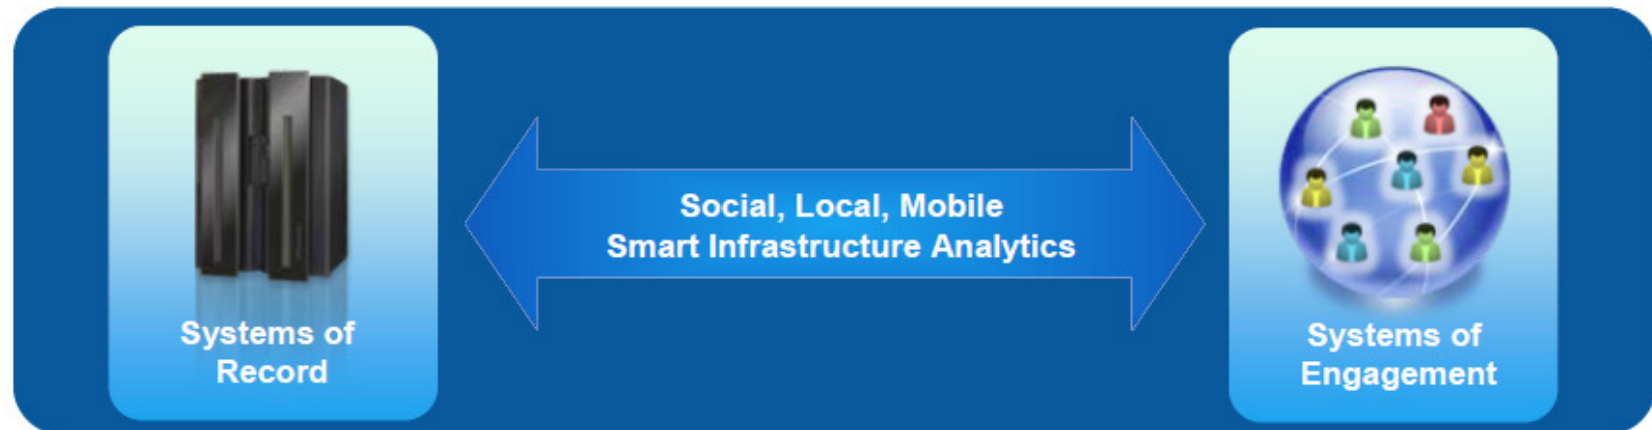 Systems of
Record
Social, Local, Mobile
Smart Infrastructure Analytics
Systems of
Engagement